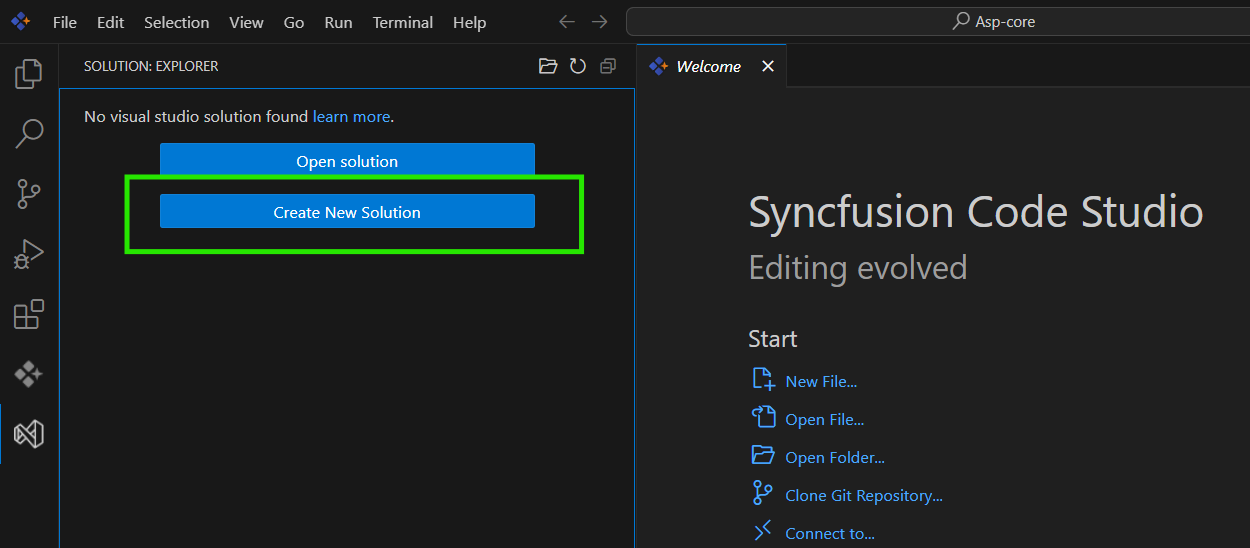 File Edit Selection View Go Run Terminal Help
Asp-core
SOLUTION: EXPLORER
Welcome
No visual studio solution found learn more.
Open solution
Create New Solution
Syncfusion Code Studio
Editing evolved
Start
New File...
Open File...
Open Folder...
Clone Git Repository...
Connect to...